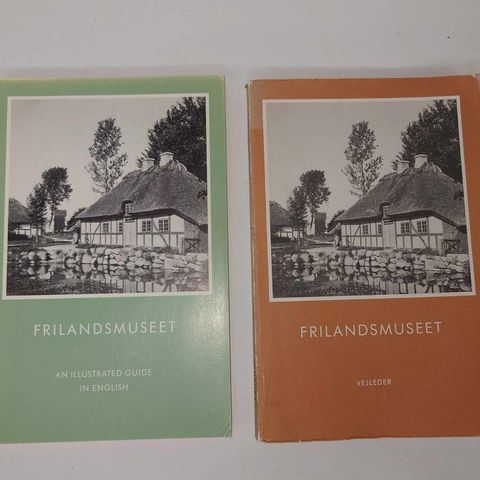 FRILANDSMUSEET
AN ILLUSTRATED GUIDE
IN ENGLISH
FRILANDSMUSEET
VEJLEDER